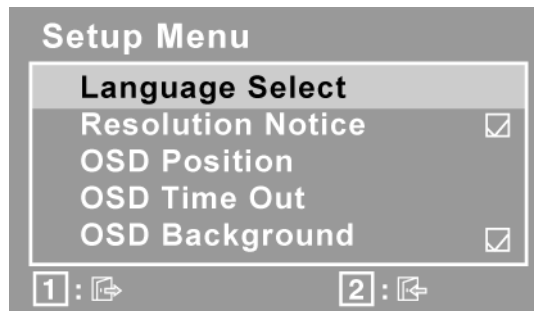 Setup Menu
Language Select
Resolution Notice
OSD Position
OSD Time Out
OSD Background
1 : 2 :